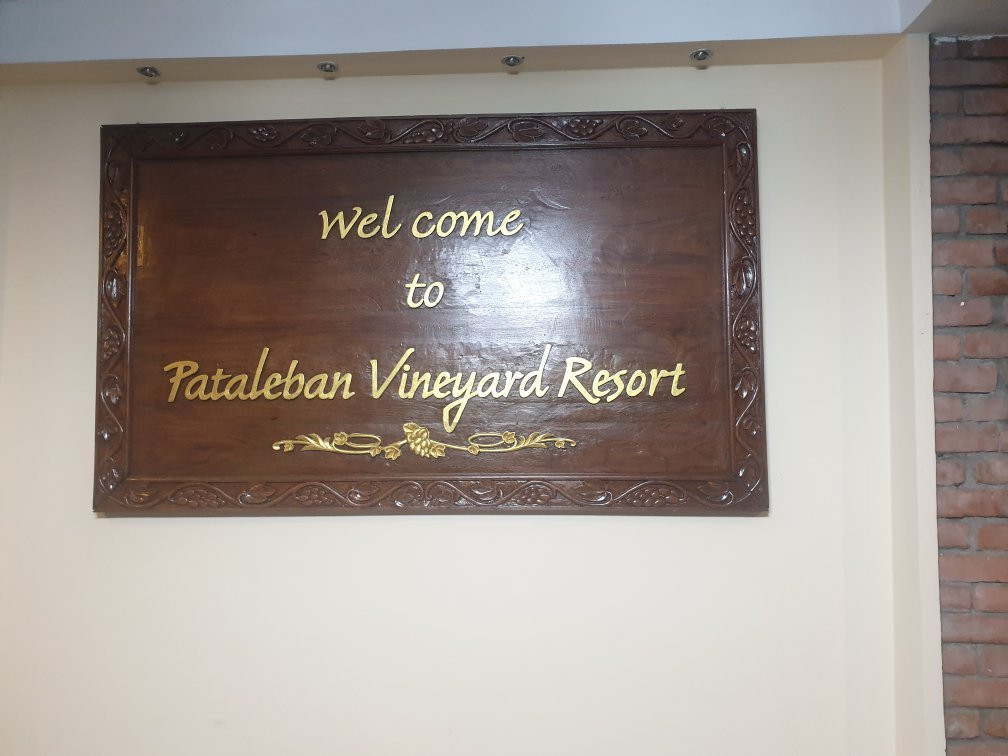 Wel come
to
Pataleban Vineyard Resort